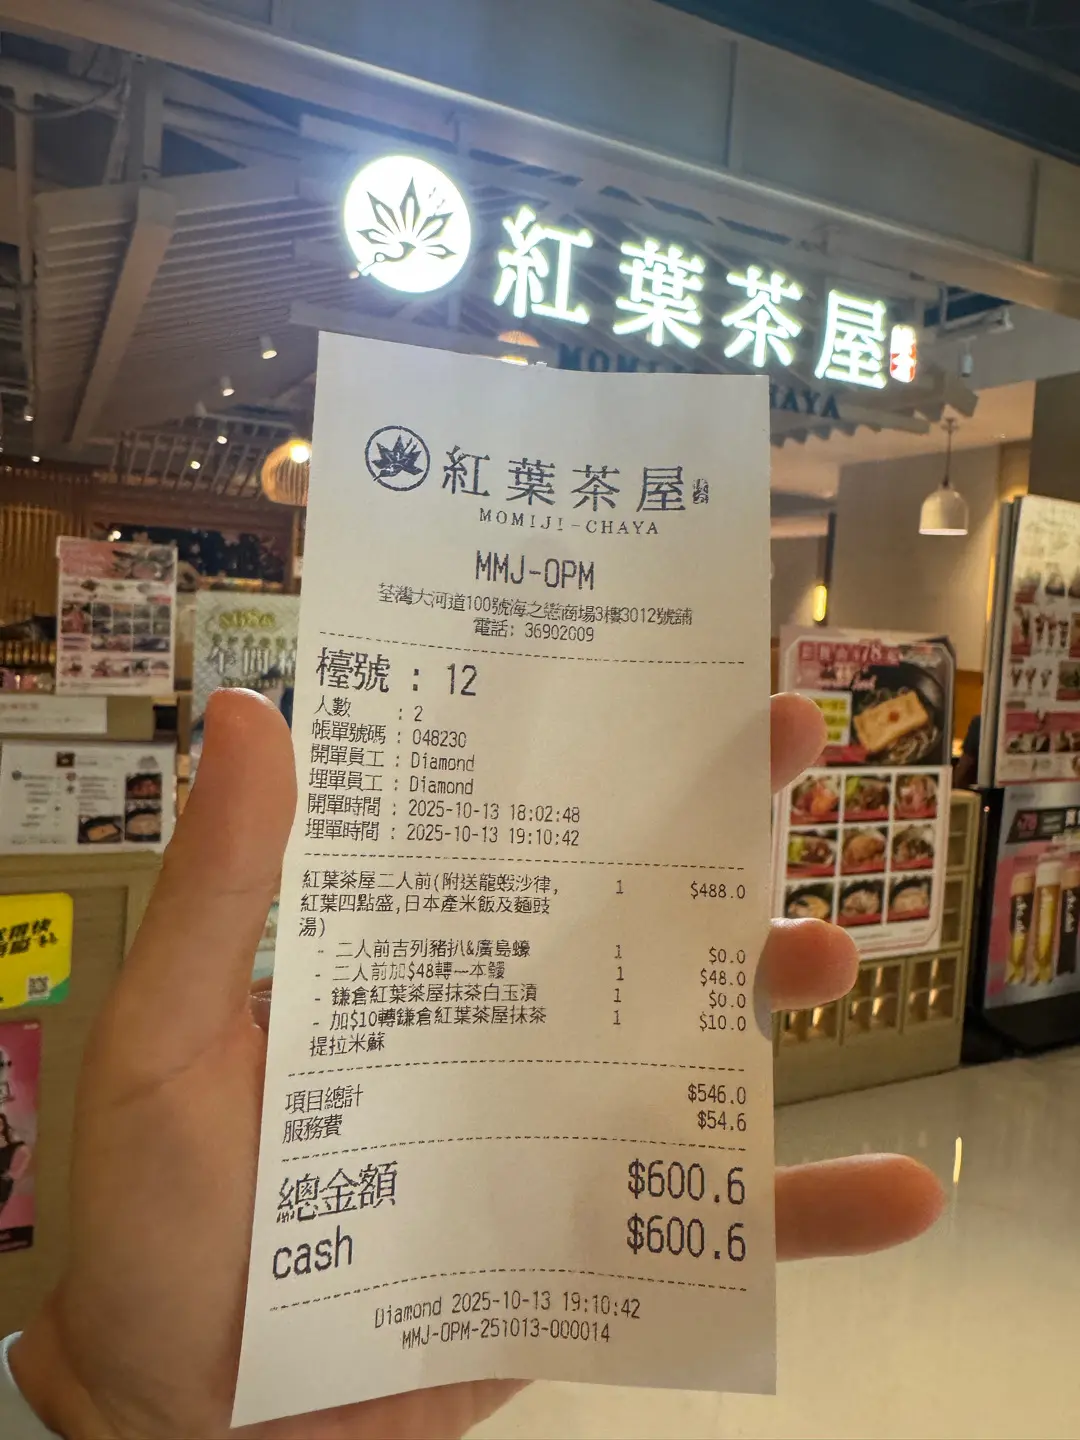 紅葉茶屋
MOMIJI-CHAYA
紅葉茶屋
MOMIJI-CHAYA
MMJ-OPM
荃灣大河道100號海之戀商場3樓3012號舖
電話: 36902009
檯號 : 12
人數 : 2
帳單號碼 : 048230
開單員工 : Diamond
埋單員工 : Diamond
開單時間 : 2025-10-13 18:02:48
埋單時間 : 2025-10-13 19:10:42
紅葉茶屋二人前(附送龍蝦沙律, 1 $488.0
紅葉四點盛,日本產米飯及麵豉
湯)
- 二人前吉列豬扒&廣島蠔 1 $0.0
- 二人前加$48轉一本鰻 1 $48.0
- 鎌倉紅葉茶屋抹茶白玉漬 1 $0.0
- 加$10轉鎌倉紅葉茶屋抹茶 1 $10.0
提拉米蘇
項目總計 $546.0
服務費 $54.6
總金額 $600.6
cash $600.6
Diamond 2025-10-13 19:10:42
MMJ-OPM-251013-000014